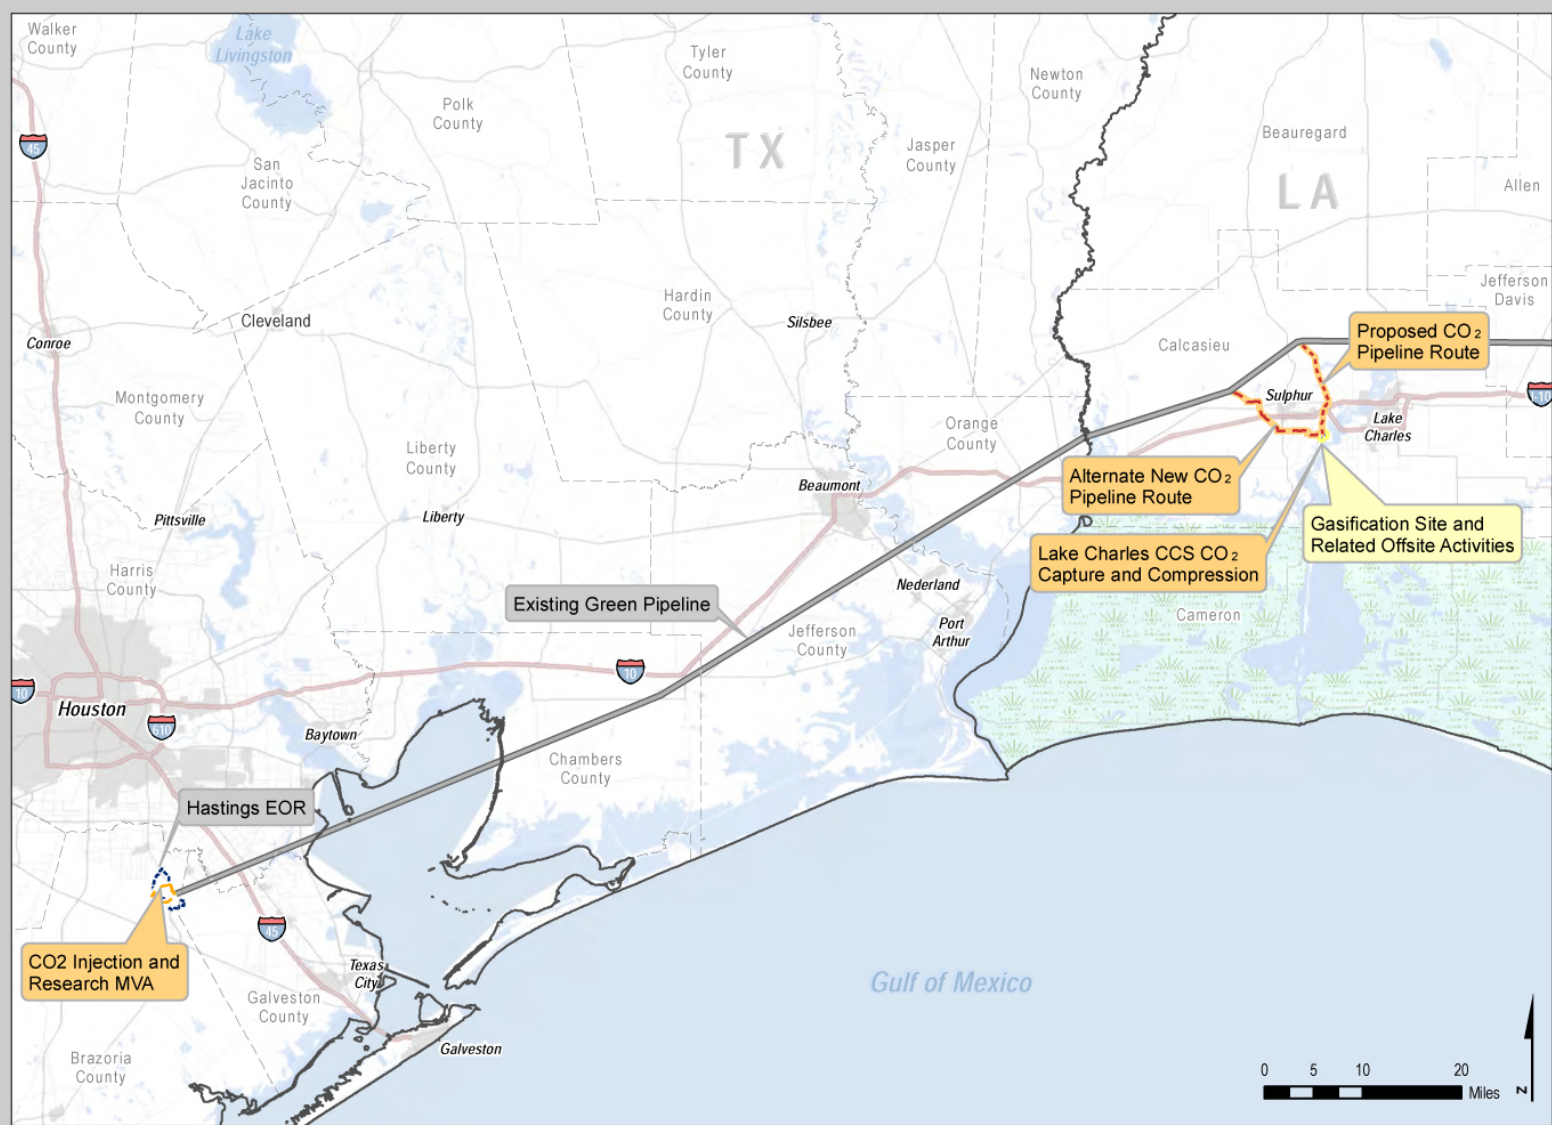 Walker
County
Lake
Livingston
Tyler
County
Newton
County
Polk
County
45
TX
Jasper
County
Beauregard
San
Jacinto
County
LA
Allen
Jefferson
Davis
Hardin
County
Cleveland
Silsbee
Conroe
Calcasieu
Proposed CO2
Pipeline Route
Montgomery
County
Sulphur
Lake
Charles
Orange
County
Liberty
County
Alternate New CO2
Pipeline Route
Beaumont
Pittsville
Liberty
Gasification Site and
Related Offsite Activities
Lake Charles CCS CO2
Capture and Compression
Harris
County
Nederland
Existing Green Pipeline
Cameron
Port
Arthur
Jefferson
County
10
10
Houston
610
Baytown
Chambers
County
Hastings EOR
45
CO2 Injection and
Research MVA
Texas
City
Gulf of Mexico
Galveston
County
Galveston
Brazoria
County
0 5 10 20
Miles
N